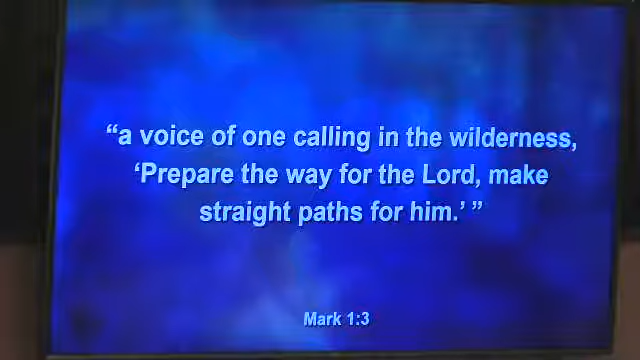 “a voice of one calling in the wilderness,
‘Prepare the way for the Lord, make
straight paths for him.’ ”
Mark 1:3